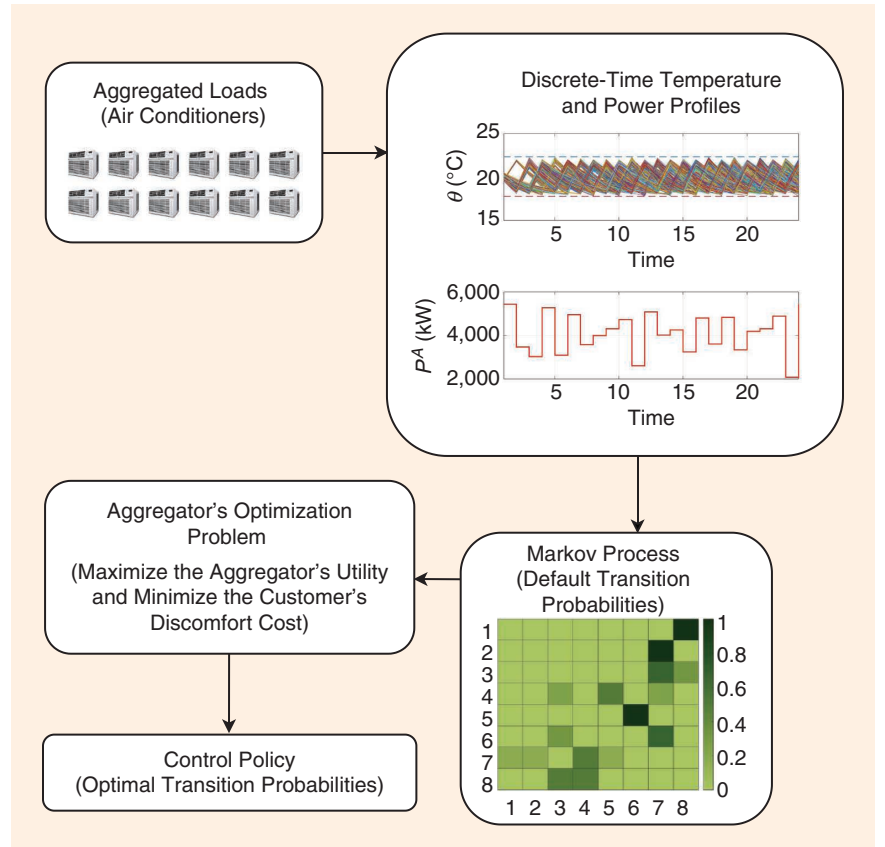 Aggregated Loads
(Air Conditioners)
Discrete-Time Temperature
and Power Profiles
25
20
15
θ (°C)
5 10 15 20
Time
6,000
4,000
2,000
P^A (kW)
5 10 15 20
Time
Aggregator’s Optimization
Problem
(Maximize the Aggregator’s Utility
and Minimize the Customer’s
Discomfort Cost)
Markov Process
(Default Transition
Probabilities)
1
2
3
4
5
6
7
8
1 2 3 4 5 6 7 8
1
0.8
0.6
0.4
0.2
0
Control Policy
(Optimal Transition Probabilities)